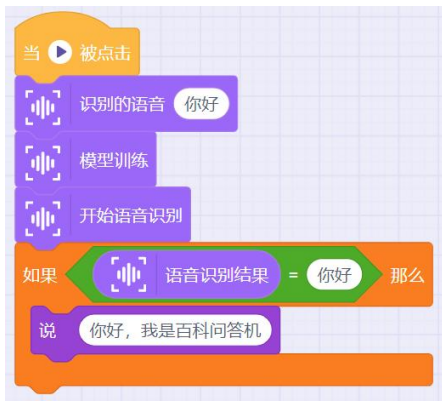 当 被点击
识别的语音 你好
模型训练
开始语音识别
如果 语音识别结果 = 你好 那么
说 你好，我是百科问答机